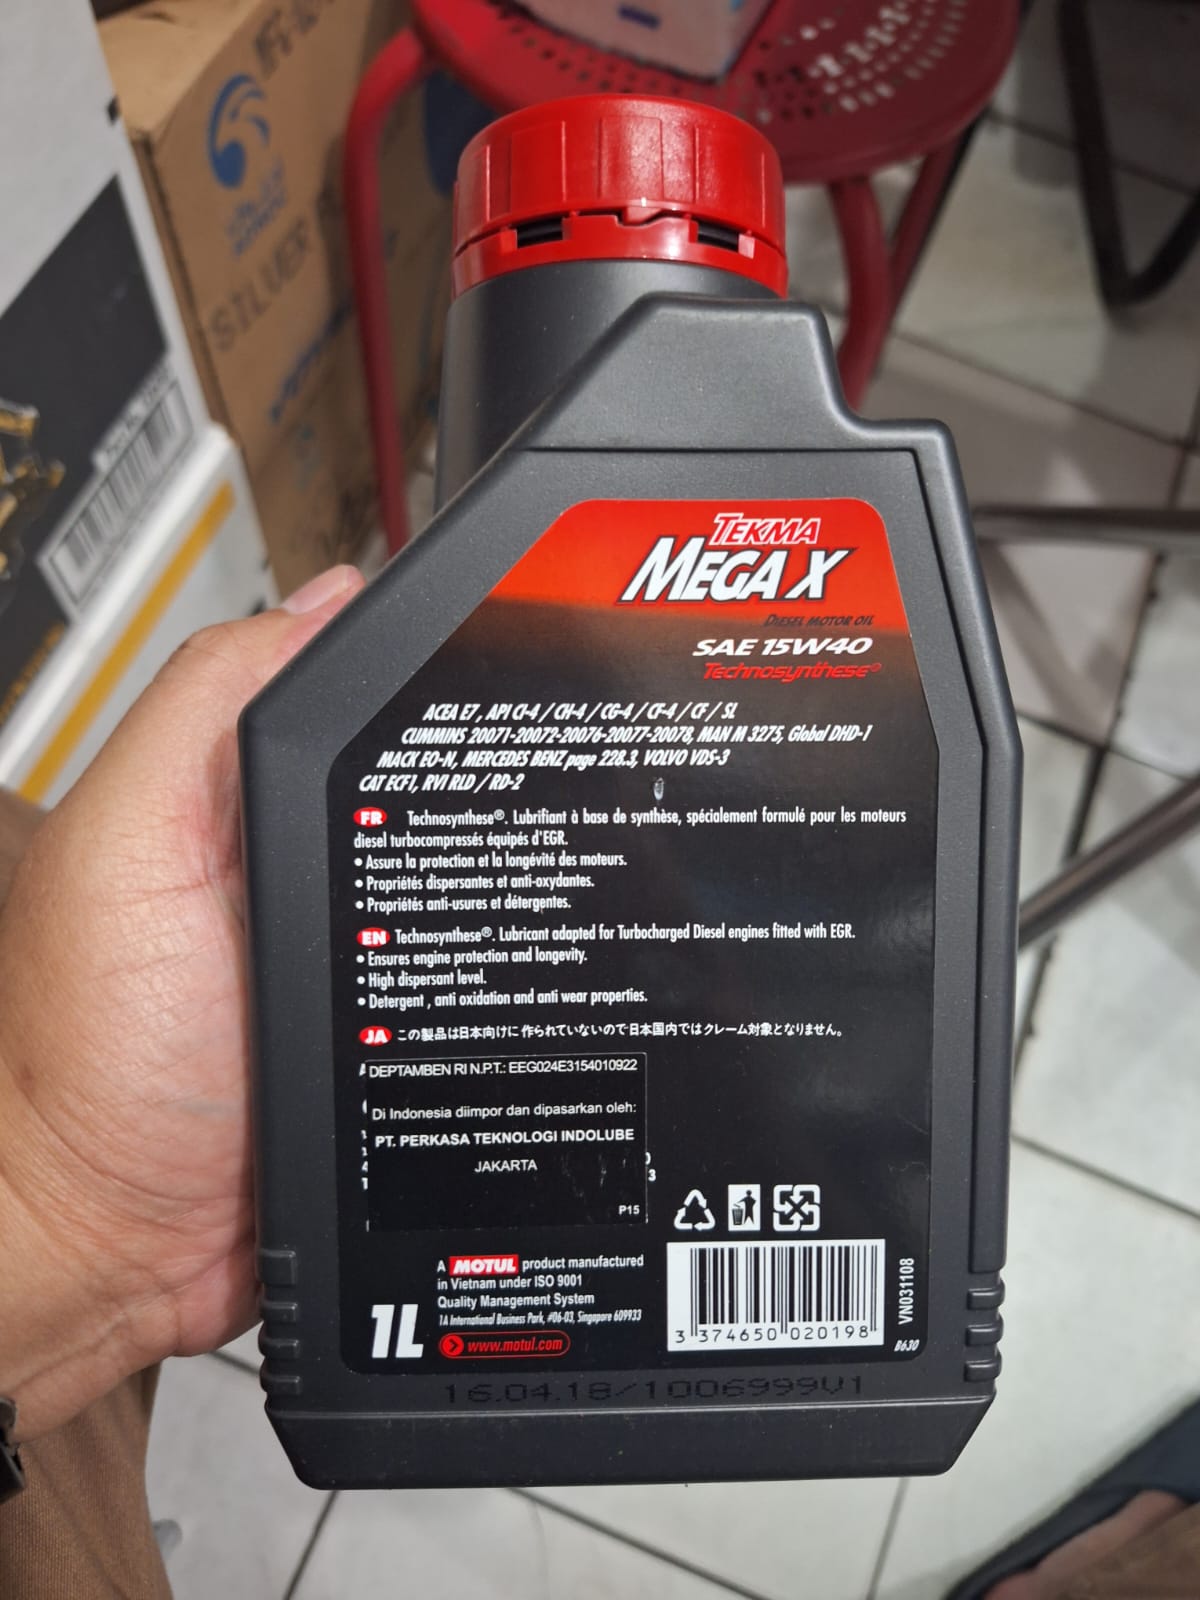 SILVER
TEKMA
MEGA X
DIESEL MOTOR OIL
SAE 15W40
Technosynthese®
ACEA E7, API CI-4 / CH-4 / CG-4 / CF-4 / CF / SL
CUMMINS 20071-20072-20076-20077-20078, MAN M 3275, Global DHD-1
MACK EO-N, MERCEDES BENZ page 228.3, VOLVO VDS-3
CAT ECF1, RVI RLD / RD-2
FR Technosynthese®. Lubrifiant à base de synthèse, spécialement formulé pour les moteurs
diesel turbocompressés équipés d'EGR.
• Assure la protection et la longévité des moteurs.
• Propriétés dispersantes et anti-oxydantes.
• Propriétés anti-usures et détergentes.
EN Technosynthese®. Lubricant adapted for Turbocharged Diesel engines fitted with EGR.
• Ensures engine protection and longevity.
• High dispersant level.
• Detergent , anti oxidation and anti wear properties.
JA この製品は日本向けに作られていないので日本国内ではクレーム対象となりません。
DEPTAMBEN RI N.P.T.: EEG024E3154010922
Di Indonesia diimpor dan dipasarkan oleh:
PT. PERKASA TEKNOLOGI INDOLUBE
JAKARTA
P15
A MOTUL product manufactured
in Vietnam under ISO 9001
Quality Management System
1A International Business Park, #06-03, Singapore 609933
www.motul.com
1L
3 374650 020198
VN031108
B630
16.04.18/1006999V1